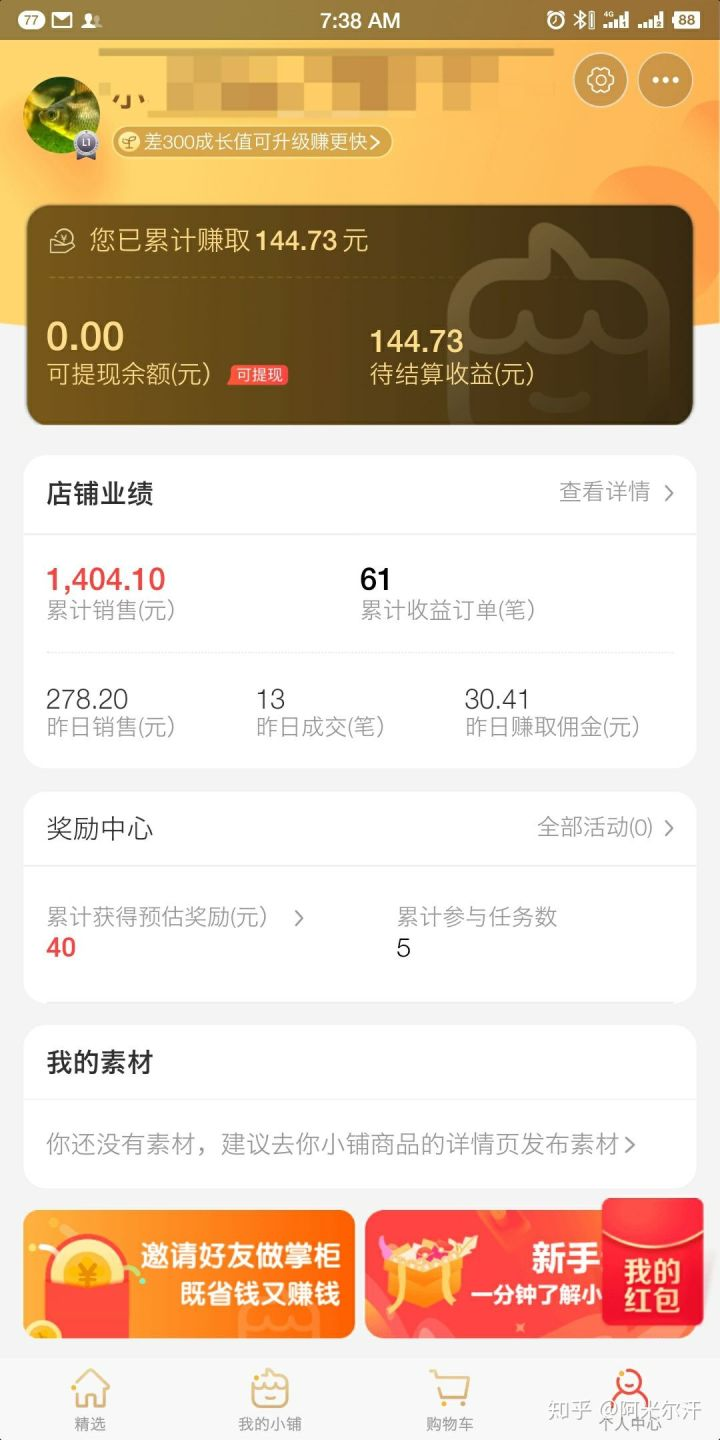 77
7:38 AM
4G
2
88
小
L1
差300成长值可升级赚更快>
您已累计赚取144.73元
0.00
144.73
可提现余额(元) 可提现
待结算收益(元)
店铺业绩
查看详情 >
1,404.10
61
累计销售(元)
累计收益订单(笔)
278.20
13
30.41
昨日销售(元)
昨日成交(笔)
昨日赚取佣金(元)
奖励中心
全部活动(0) >
累计获得预估奖励(元) >
累计参与任务数
40
5
我的素材
你还没有素材，建议去你小铺商品的详情页发布素材>
邀请好友做掌柜
既省钱又赚钱
新手
一分钟了解小
我的
红包
精选
我的小铺
购物车
个人中心
知乎 @阿米尔汗